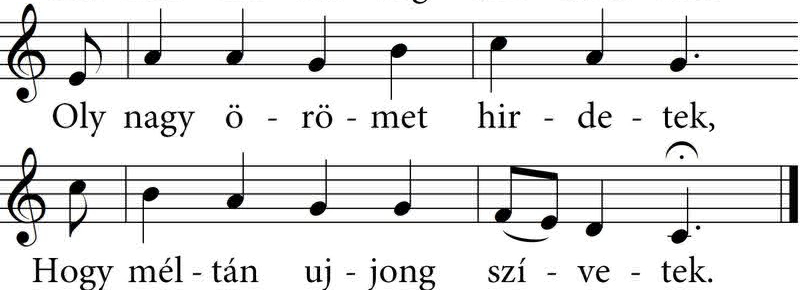 Oly nagy ö - rö - met hir - de - tek,
Hogy mél - tán uj - jong szí - ve - tek.